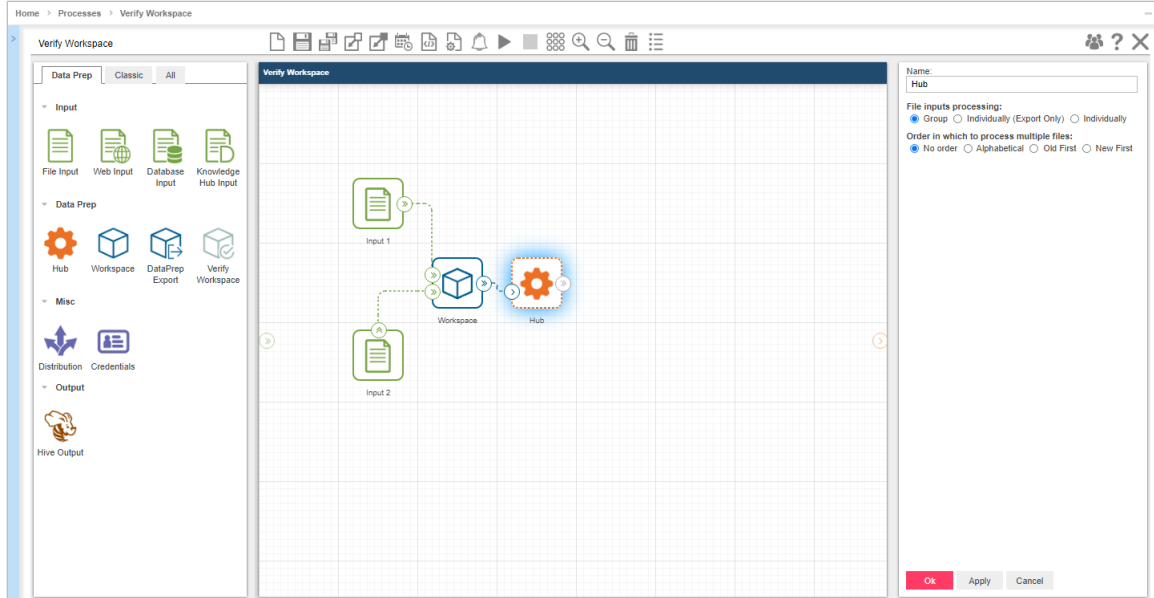 Home > Processes > Verify Workspace
>
Verify Workspace
?
Data Prep Classic All
Input
File Input Web Input Database Input Knowledge Hub Input
Data Prep
Hub Workspace DataPrep Export Verify Workspace
Misc
Distribution Credentials
Output
Hive Output
Verify Workspace
Input 1
Workspace
Hub
Input 2
Name:
Hub
File inputs processing:
Group Individually (Export Only) Individually
Order in which to process multiple files:
No order Alphabetical Old First New First
Ok Apply Cancel